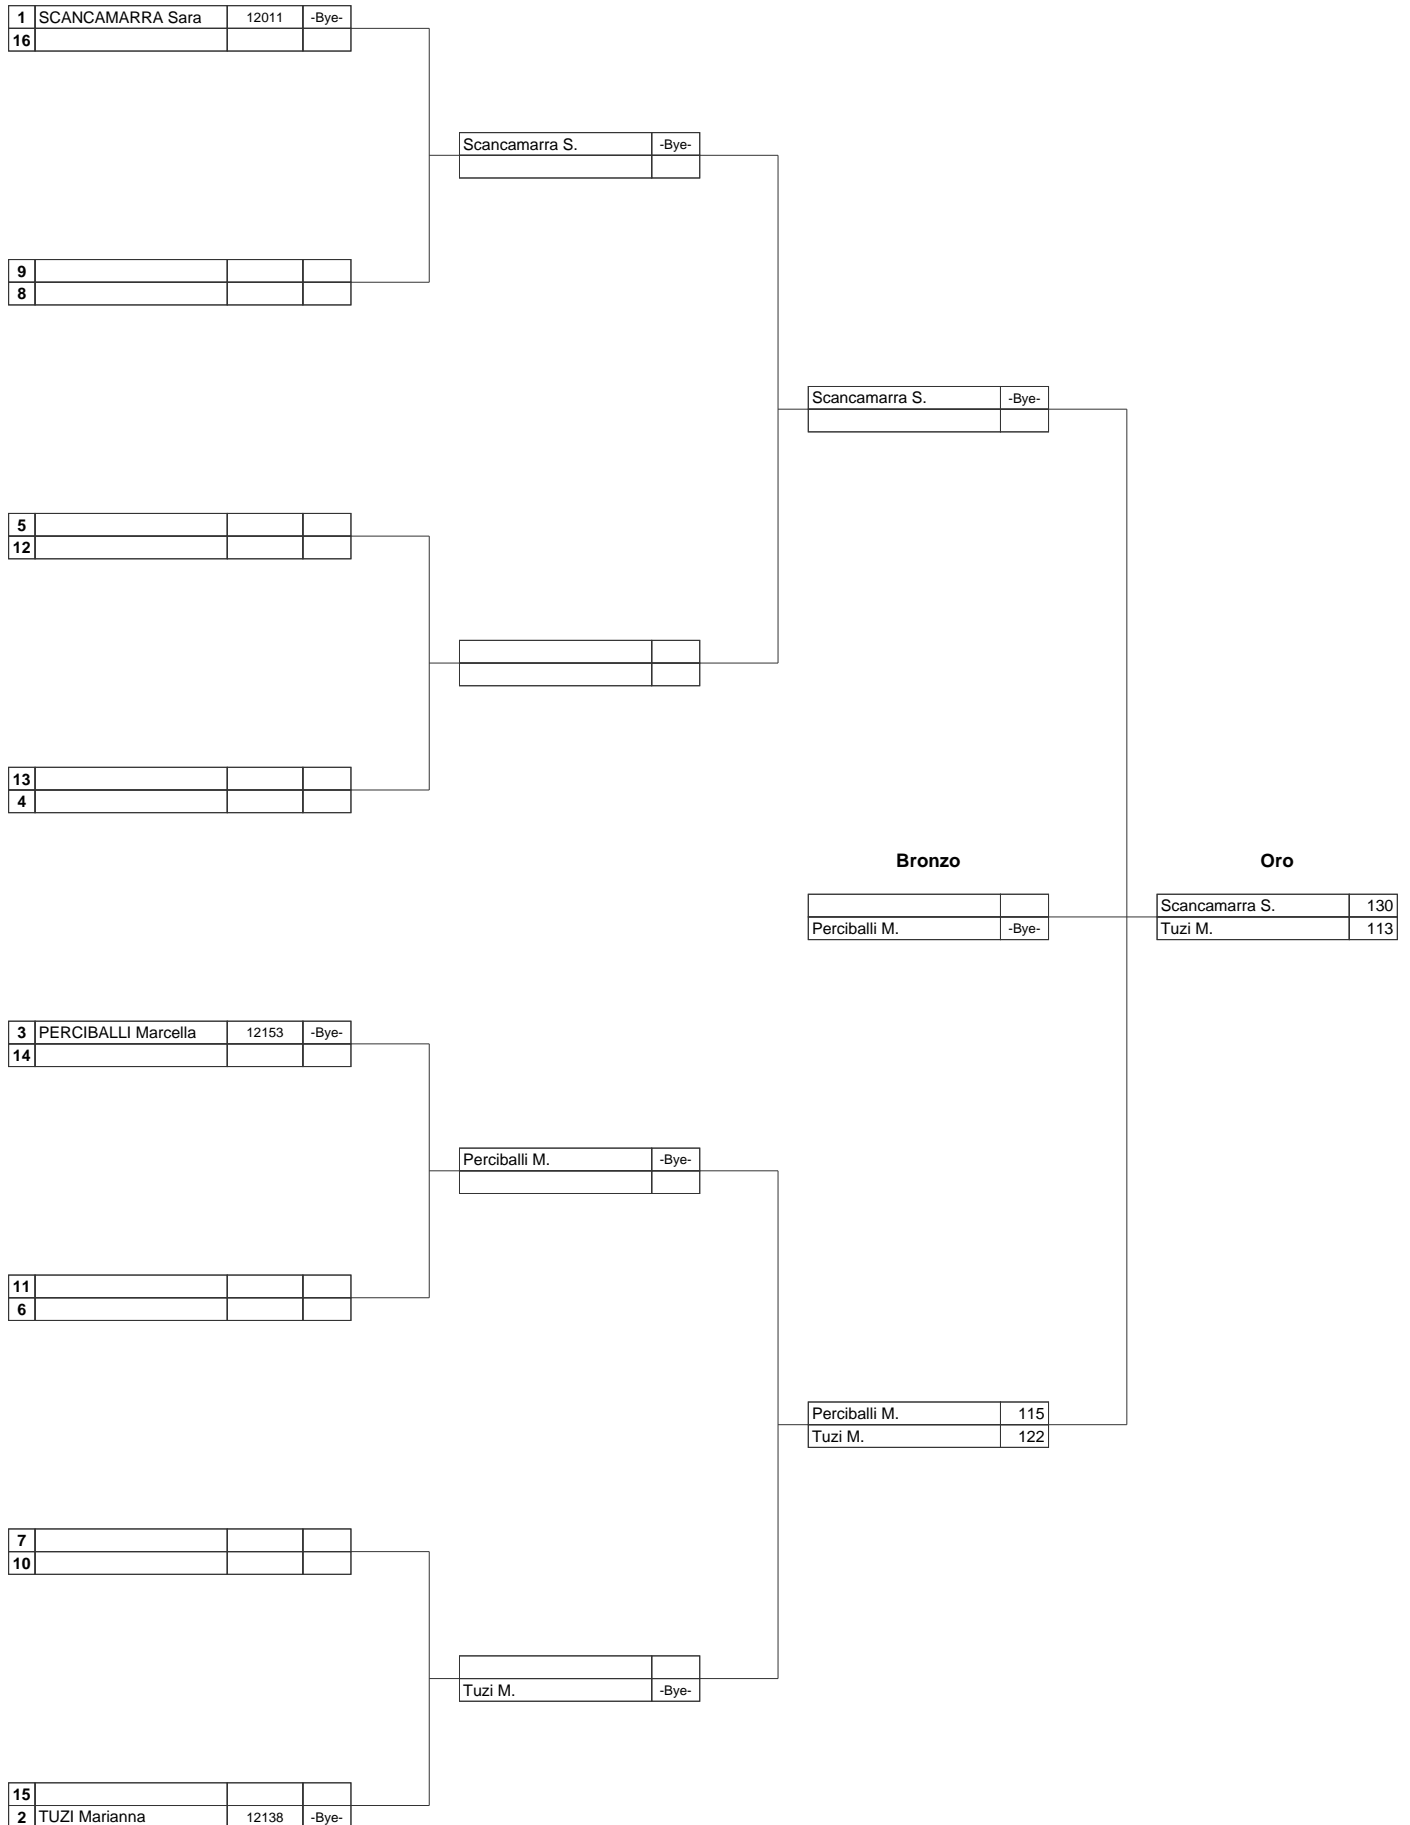 1 SCANCAMARRA Sara 12011 -Bye-
16
Scancamarra S. -Bye-
9
8
Scancamarra S. -Bye-
5
12
13
4
Bronzo Oro
Scancamarra S. 130
Perciballi M. -Bye- Tuzi M. 113
3 PERCIBALLI Marcella 12153 -Bye-
14
Perciballi M. -Bye-
11
6
Perciballi M. 115
Tuzi M. 122
7
10
Tuzi M. -Bye-
15
2 TUZI Marianna 12138 -Bye-